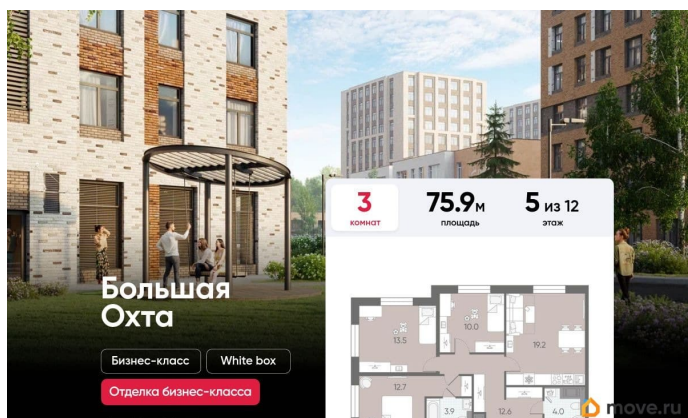 3
комнат
75.9м
площадь
5 из 12
этаж
Большая
Охта
Бизнес-класс
White box
Отделка бизнес-класса
13.5
10.0
19.2
12.7
3.9
12.6
4.0
move.ru